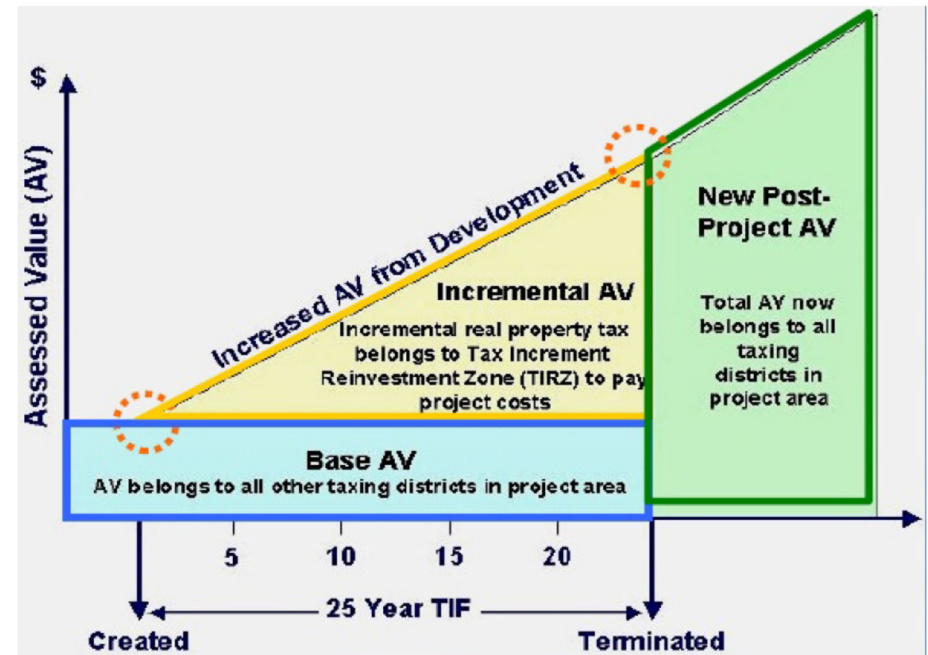 $
Assessed Value (AV)
Increased AV from Development
Incremental AV
Incremental real property tax
belongs to Tax Increment
Reinvestment Zone (TIRZ) to pay
project costs
New Post-
Project AV
Total AV now
belongs to all
taxing
districts in
project area
Base AV
AV belongs to all other taxing districts in project area
5
10
15
20
25 Year TIF
Created
Terminated